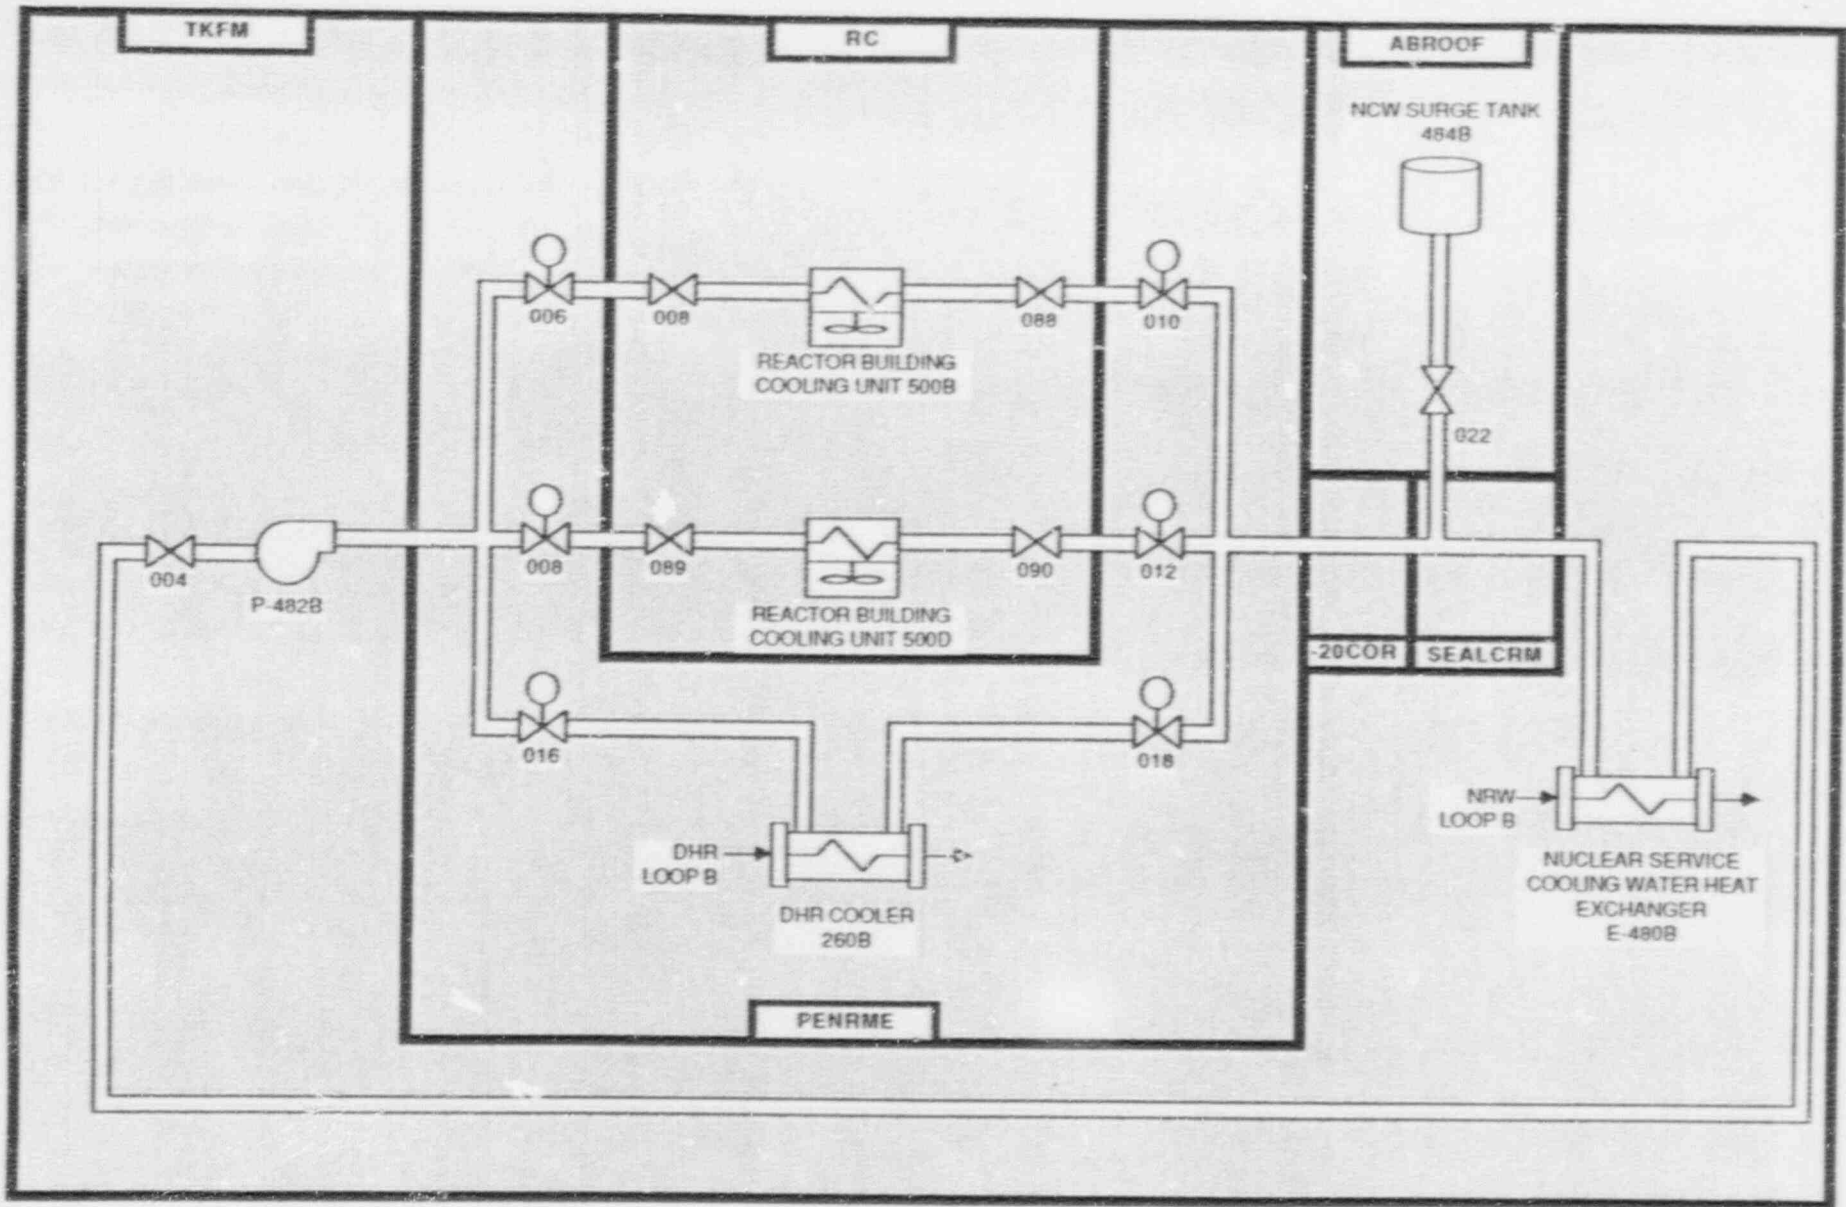 TKFM
RC
ABROOF
NCW SURGE TANK
484B
006
008
088
010
REACTOR BUILDING
COOLING UNIT 500B
022
004
P-482B
008
089
090
012
REACTOR BUILDING
COOLING UNIT 500D
-20COR
SEALCRM
016
018
DHR
LOOP B
DHR COOLER
260B
NRW
LOOP B
NUCLEAR SERVICE
COOLING WATER HEAT
EXCHANGER
E-480B
PENRME